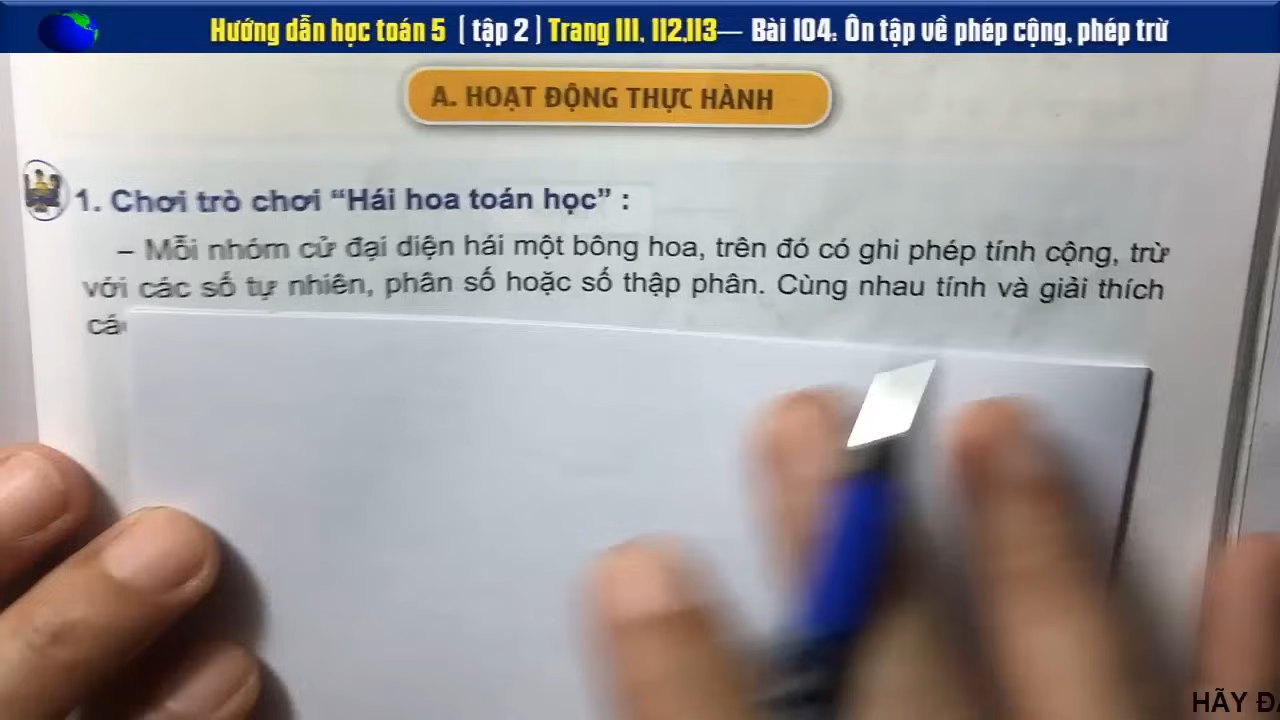 Hướng dẫn học toán 5 ( tập 2 ) Trang 111, 112,113– Bài 104: Ôn tập về phép cộng, phép trừ
A. HOẠT ĐỘNG THỰC HÀNH
1. Chơi trò chơi “Hái hoa toán học” :
– Mỗi nhóm cử đại diện hái một bông hoa, trên đó có ghi phép tính cộng, trừ
với các số tự nhiên, phân số hoặc số thập phân. Cùng nhau tính và giải thích
HÃY